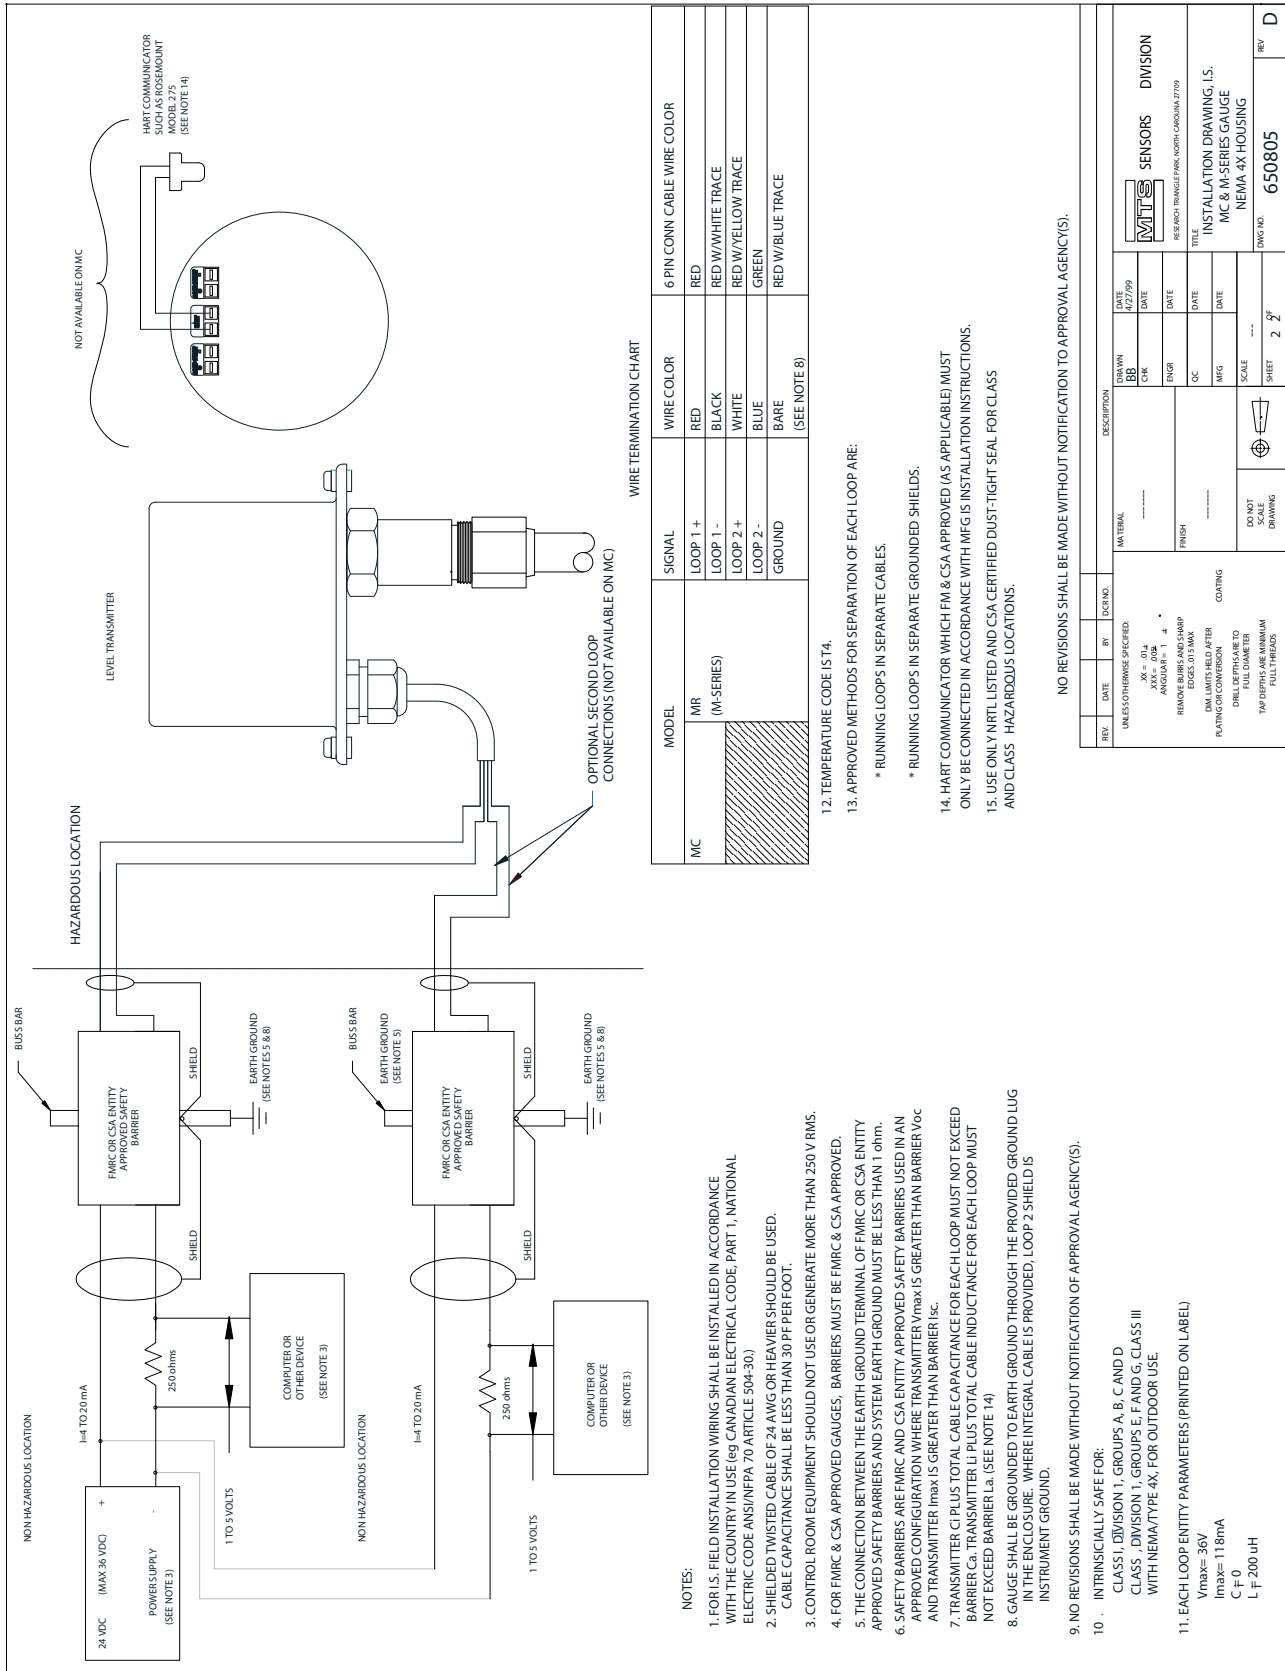 NON HAZARDOUS LOCATION
HAZARDOUS LOCATION
24 VDC (MAX 36 VDC) +
POWER SUPPLY -
(SEE NOTE 3)
I=4 TO 20 mA
250 ohms
1 TO 5 VOLTS
COMPUTER OR
OTHER DEVICE
(SEE NOTE 3)
SHIELD
BUSS BAR
FMRC OR CSA ENTITY
APPROVED SAFETY
BARRIER
SHIELD
EARTH GROUND
(SEE NOTES 5 & 8)
NON HAZARDOUS LOCATION
I=4 TO 20 mA
250 ohms
1 TO 5 VOLTS
COMPUTER OR
OTHER DEVICE
(SEE NOTE 3)
SHIELD
BUSS BAR
EARTH GROUND
(SEE NOTE 5)
FMRC OR CSA ENTITY
APPROVED SAFETY
BARRIER
SHIELD
EARTH GROUND
(SEE NOTES 5 & 8)
LEVEL TRANSMITTER
OPTIONAL SECOND LOOP
CONNECTIONS (NOT AVAILABLE ON MC)
NOT AVAILABLE ON MC
HART COMMUNICATOR
SUCH AS ROSEMOUNT
MODEL 275
(SEE NOTE 14)
WIRE TERMINATION CHART
MODEL SIGNAL WIRE COLOR 6 PIN CONN CABLE WIRE COLOR
MC MR LOOP 1 + RED RED
(M-SERIES) LOOP 1 - BLACK RED W/WHITE TRACE
LOOP 2 + WHITE RED W/YELLOW TRACE
LOOP 2 - BLUE GREEN
GROUND BARE RED W/BLUE TRACE
(SEE NOTE 8)
NOTES:
1. FOR I.S. FIELD INSTALLATION WIRING SHALL BE INSTALLED IN ACCORDANCE
WITH THE COUNTRY IN USE (eg CANADIAN ELECTRICAL CODE, PART 1, NATIONAL
ELECTRIC CODE ANSI/NFPA 70 ARTICLE 504-30.)
2. SHIELDED TWISTED CABLE OF 24 AWG OR HEAVIER SHOULD BE USED.
CABLE CAPACITANCE SHALL BE LESS THAN 30 PF PER FOOT.
3. CONTROL ROOM EQUIPMENT SHOULD NOT USE OR GENERATE MORE THAN 250 V RMS.
4. FOR FMRC & CSA APPROVED GAUGES, BARRIERS MUST BE FMRC & CSA APPROVED.
5. THE CONNECTION BETWEEN THE EARTH GROUND TERMINAL OF FMRC OR CSA ENTITY
APPROVED SAFETY BARRIERS AND SYSTEM EARTH GROUND MUST BE LESS THAN 1 ohm.
6. SAFETY BARRIERS ARE FMRC AND CSA ENTITY APPROVED SAFETY BARRIERS USED IN AN
APPROVED CONFIGURATION WHERE TRANSMITTER Vmax IS GREATER THAN BARRIER Voc
AND TRANSMITTER Imax IS GREATER THAN BARRIER Isc.
7. TRANSMITTER Ci PLUS TOTAL CABLE CAPACITANCE FOR EACH LOOP MUST NOT EXCEED
BARRIER Ca. TRANSMITTER Li PLUS TOTAL CABLE INDUCTANCE FOR EACH LOOP MUST
NOT EXCEED BARRIER La. (SEE NOTE 14)
8. GAUGE SHALL BE GROUNDED TO EARTH GROUND THROUGH THE PROVIDED GROUND LUG
IN THE ENCLOSURE. WHERE INTEGRAL CABLE IS PROVIDED, LOOP 2 SHIELD IS
INSTRUMENT GROUND.
9. NO REVISIONS SHALL BE MADE WITHOUT NOTIFICATION OF APPROVAL AGENCY(S).
10 . INTRINSICIALLY SAFE FOR:
CLASS I, DIVISION 1, GROUPS A, B, C AND D
CLASS , DIVISION 1, GROUPS E, F AND G, CLASS III
WITH NEMA/TYPE 4X, FOR OUTDOOR USE.
11. EACH LOOP ENTITY PARAMETERS (PRINTED ON LABEL)
Vmax= 36V
Imax= 118mA
C = 0
L = 200 uH
12. TEMPERATURE CODE IS T4.
13. APPROVED METHODS FOR SEPARATION OF EACH LOOP ARE:
* RUNNING LOOPS IN SEPARATE CABLES.
* RUNNING LOOPS IN SEPARATE GROUNDED SHIELDS.
14. HART COMMUNICATOR WHICH FM & CSA APPROVED (AS APPLICABLE) MUST
ONLY BE CONNECTED IN ACCORDANCE WITH MFG IS INSTALLATION INSTRUCTIONS.
15. USE ONLY NRTL LISTED AND CSA CERTIFIED DUST-TIGHT SEAL FOR CLASS
AND CLASS HAZARDOUS LOCATIONS.
NO REVISIONS SHALL BE MADE WITHOUT NOTIFICATION TO APPROVAL AGENCY(S).
REV. DATE BY DCR NO. DESCRIPTION
UNLESS OTHERWISE SPECIFIED:
.XX = .01±
.XXX = .005±
ANGULAR = 1 ± °
REMOVE BURRS AND SHARP
EDGES .015 MAX
DIM. LIMITS HELD AFTER
PLATING OR CONVERSION COATING
DRILL DEPTHS ARE TO
FULL DIAMETER
TAP DEPTHS ARE MINIMUM
FULL THREADS
MATERIAL
--------
FINISH
--------
DO NOT
SCALE
DRAWING
DRAWN BB DATE 4/27/99
CHK DATE
ENGR DATE
QC DATE
MFG DATE
SCALE ---
SHEET 2 OF 2
MTS SENSORS DIVISION
RESEARCH TRIANGLE PARK, NORTH CAROLINA 27709
TITLE
INSTALLATION DRAWING, I.S.
MC & M-SERIES GAUGE
NEMA 4X HOUSING
DWG NO. 650805
REV D